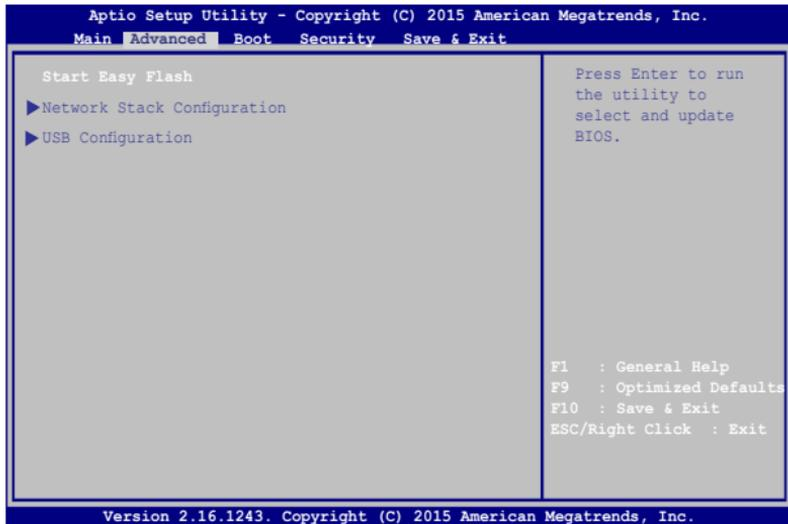 Aptio Setup Utility - Copyright (C) 2015 American Megatrends, Inc.
Main Advanced Boot Security Save & Exit
Start Easy Flash
Network Stack Configuration
USB Configuration
Press Enter to run
the utility to
select and update
BIOS.
F1 : General Help
F9 : Optimized Defaults
F10 : Save & Exit
ESC/Right Click : Exit
Version 2.16.1243. Copyright (C) 2015 American Megatrends, Inc.